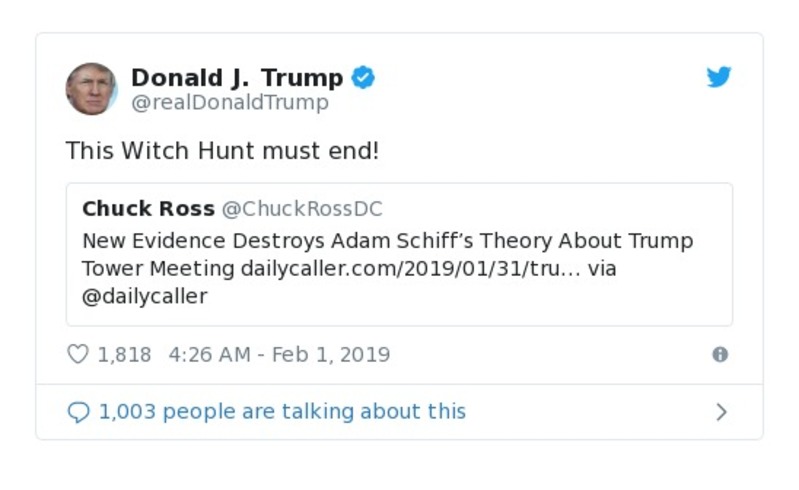 Donald J. Trump
@realDonaldTrump
This Witch Hunt must end!
Chuck Ross @ChuckRossDC
New Evidence Destroys Adam Schiff’s Theory About Trump
Tower Meeting dailycaller.com/2019/01/31/tru… via
@dailycaller
1,818 4:26 AM - Feb 1, 2019
1,003 people are talking about this